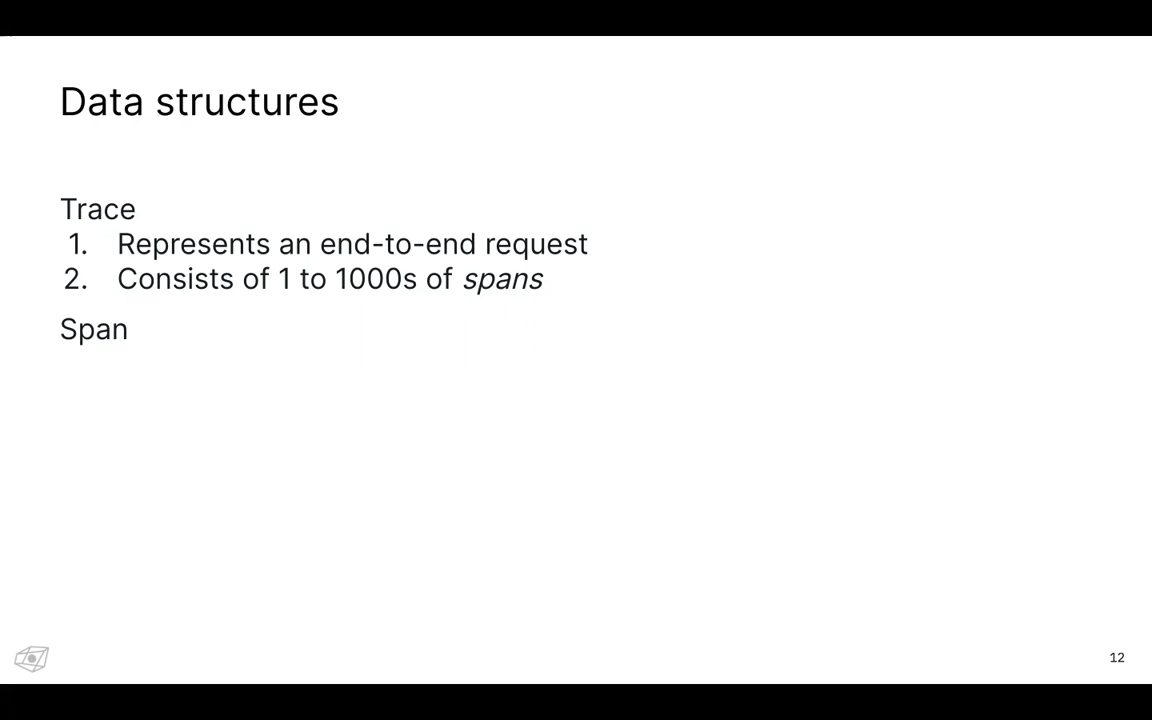 Data structures
Trace
1. Represents an end-to-end request
2. Consists of 1 to 1000s of spans
Span
12